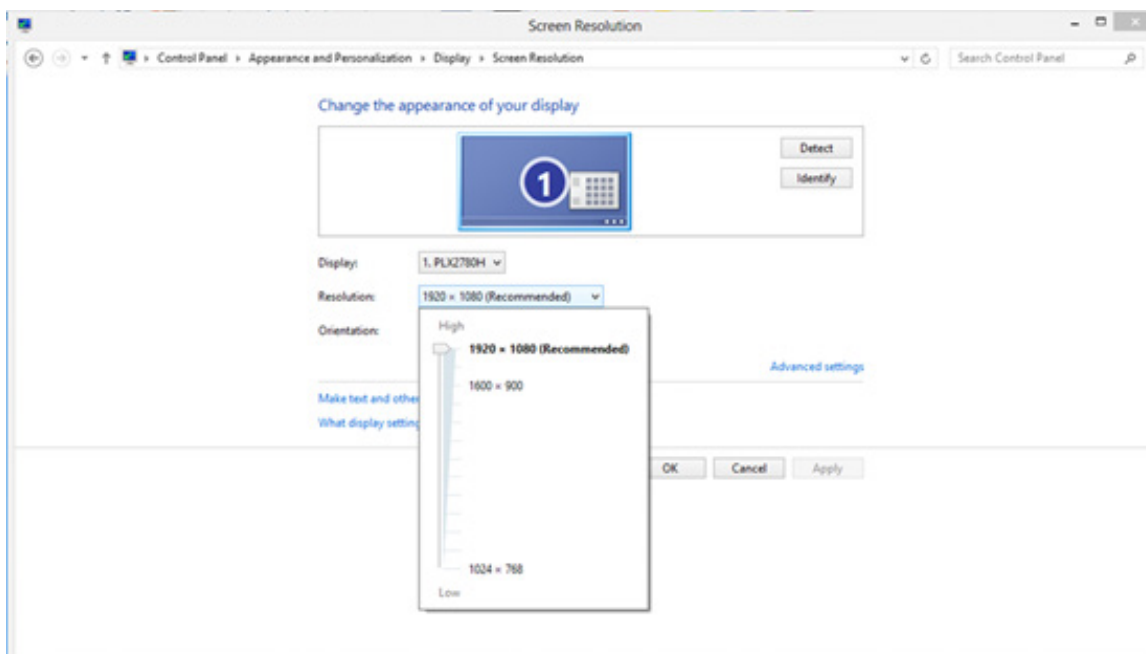 Screen Resolution
Control Panel Appearance and Personalization Display Screen Resolution Search Control Panel
Change the appearance of your display
1
Detect
Identify
Display: 1. PLX2780H
Resolution: 1920 × 1080 (Recommended)
Orientation:
High
1920 × 1080 (Recommended)
1600 × 900
Advanced settings
Make text and other
What display setting
OK Cancel Apply
1024 × 768
Low